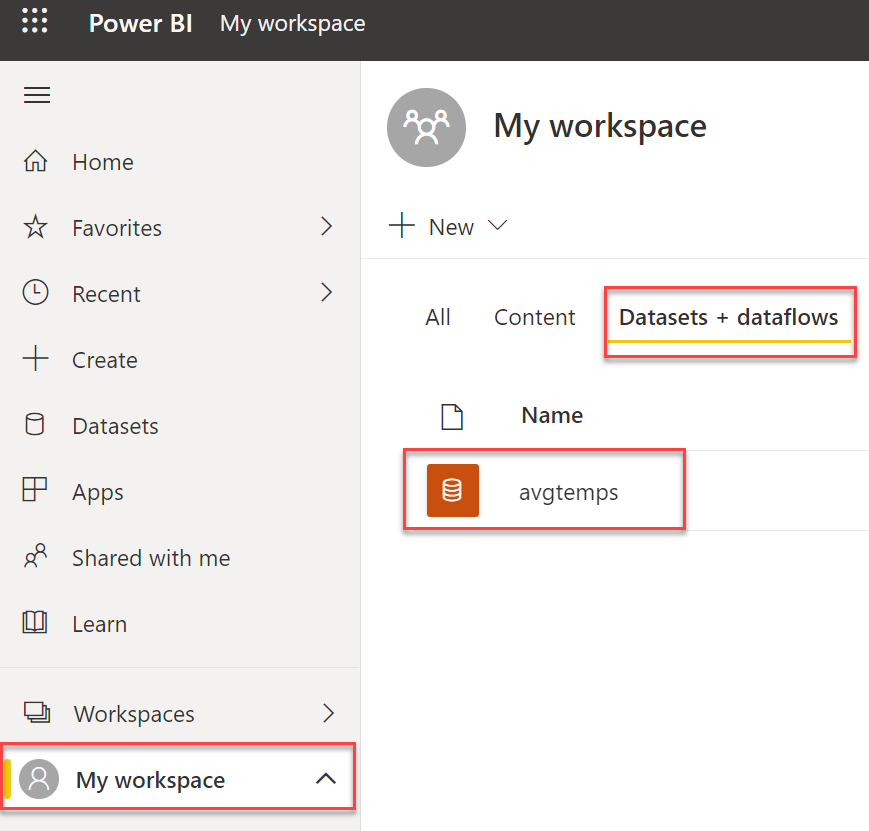 Power BI My workspace
My workspace
New
Home
Favorites
Recent
Create
Datasets
Apps
Shared with me
Learn
Workspaces
My workspace
All Content Datasets + dataflows
Name
avgtemps